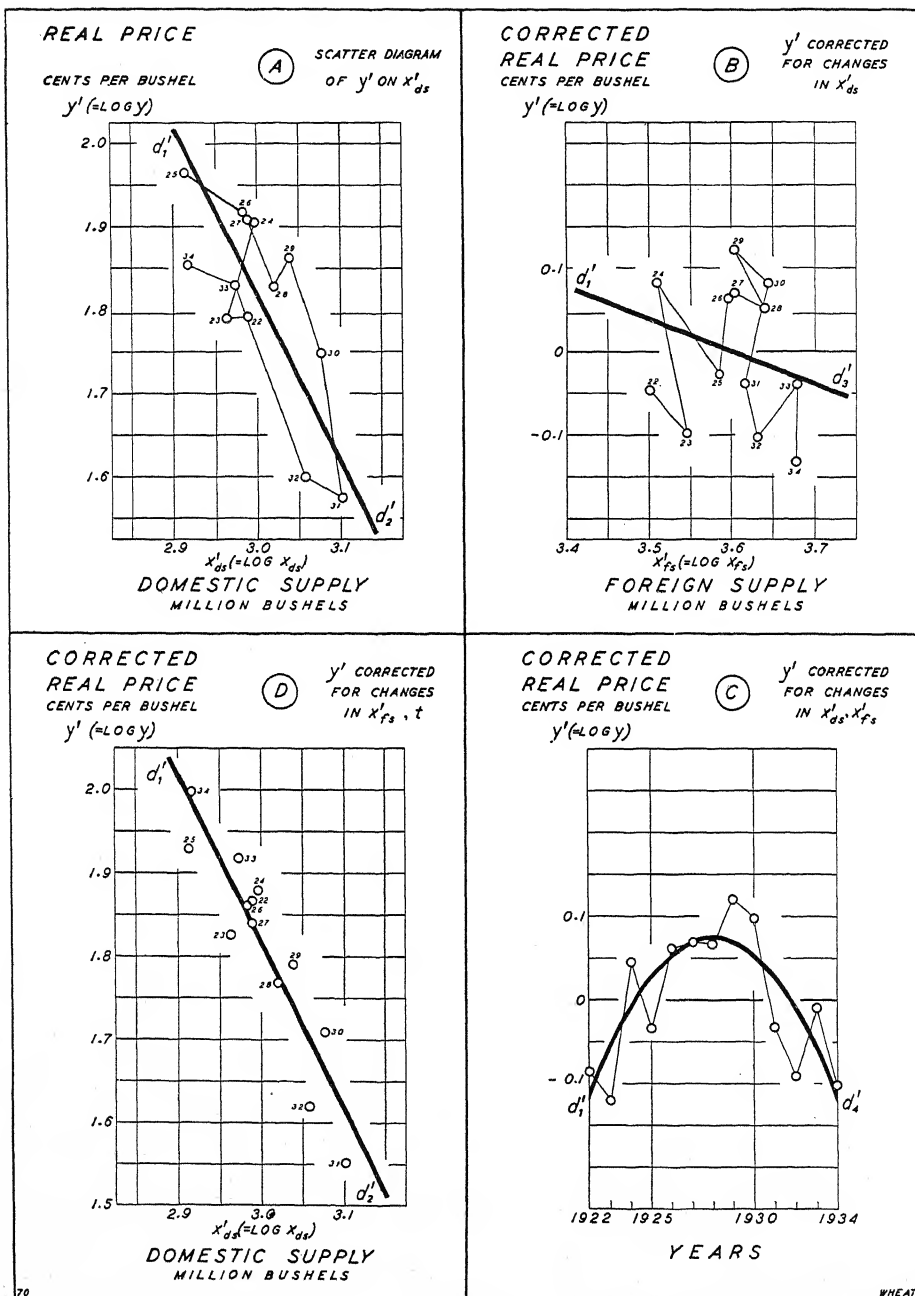 REAL PRICE
CENTS PER BUSHEL
y' (=LOG y)
A
SCATTER DIAGRAM
OF y' ON X'ds
2.0
1.9
1.8
1.7
1.6
d'1
25
26
27
24
29
34
28
33
23
22
30
32
31
d'2
2.9 3.0 3.1
X'ds (=LOG Xds)
DOMESTIC SUPPLY
MILLION BUSHELS
CORRECTED
REAL PRICE
CENTS PER BUSHEL
y' (=LOG y)
B
y' CORRECTED
FOR CHANGES
IN X'ds
0.1
0
-0.1
29
24
30
d'1
27
26
28
25
31
33
d'3
22
23
32
34
3.4 3.5 3.6 3.7
X'fs (=LOG Xfs)
FOREIGN SUPPLY
MILLION BUSHELS
CORRECTED
REAL PRICE
CENTS PER BUSHEL
y' (=LOG y)
D
y' CORRECTED
FOR CHANGES
IN X'fs, t
2.0
1.9
1.8
1.7
1.6
1.5
d'1
34
25
33
24
22
26
27
23
29
28
30
32
31
d'2
2.9 3.0 3.1
X'ds (=LOG Xds)
DOMESTIC SUPPLY
MILLION BUSHELS
CORRECTED
REAL PRICE
CENTS PER BUSHEL
y' (=LOG y)
C
y' CORRECTED
FOR CHANGES
IN X'ds, X'fs
0.1
0
-0.1
d'1
d'4
1922 1925 1930 1934
YEARS
70
WHEAT